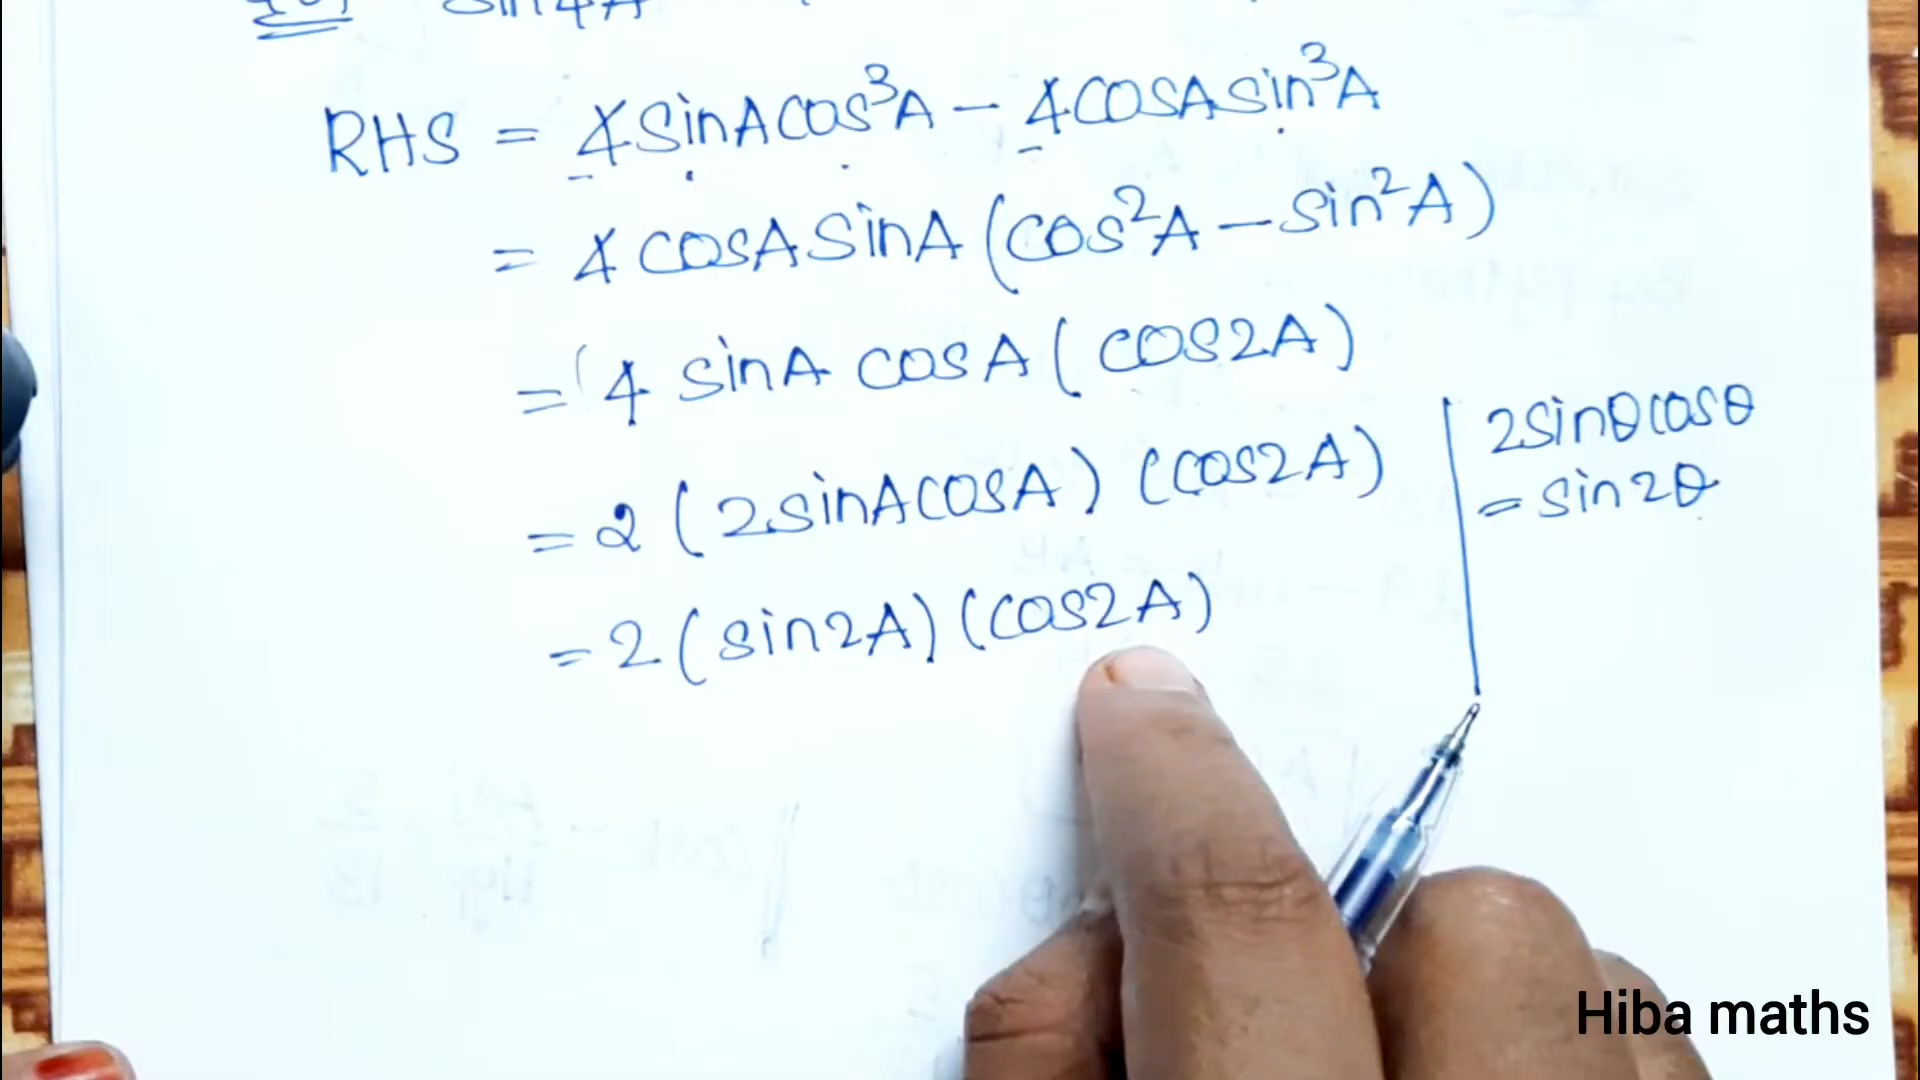 sin4A
RHS = 4sinAcos³A - 4cosAsin³A
= 4cosAsinA(cos²A - sin²A)
= (4 sinA cosA(cos2A)
= 2(2sinAcosA)(cos2A)
= 2(sin2A)(cos2A)
2sinθcosθ
= sin2θ
Hiba maths